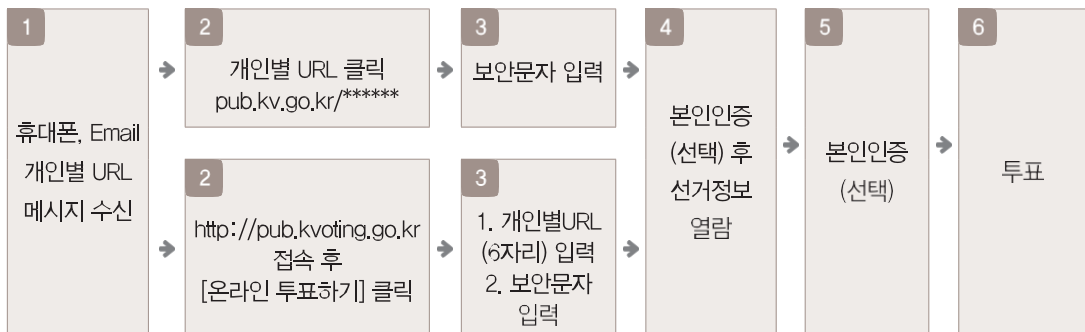 1
휴대폰, Email
개인별 URL
메시지 수신
2
개인별 URL 클릭
pub.kv.go.kr/******
3
보안문자 입력
2
http://pub.kvoting.go.kr
접속 후
[온라인 투표하기] 클릭
3
1. 개인별URL
(6자리) 입력
2. 보안문자
입력
4
본인인증
(선택) 후
선거정보
열람
5
본인인증
(선택)
6
투표